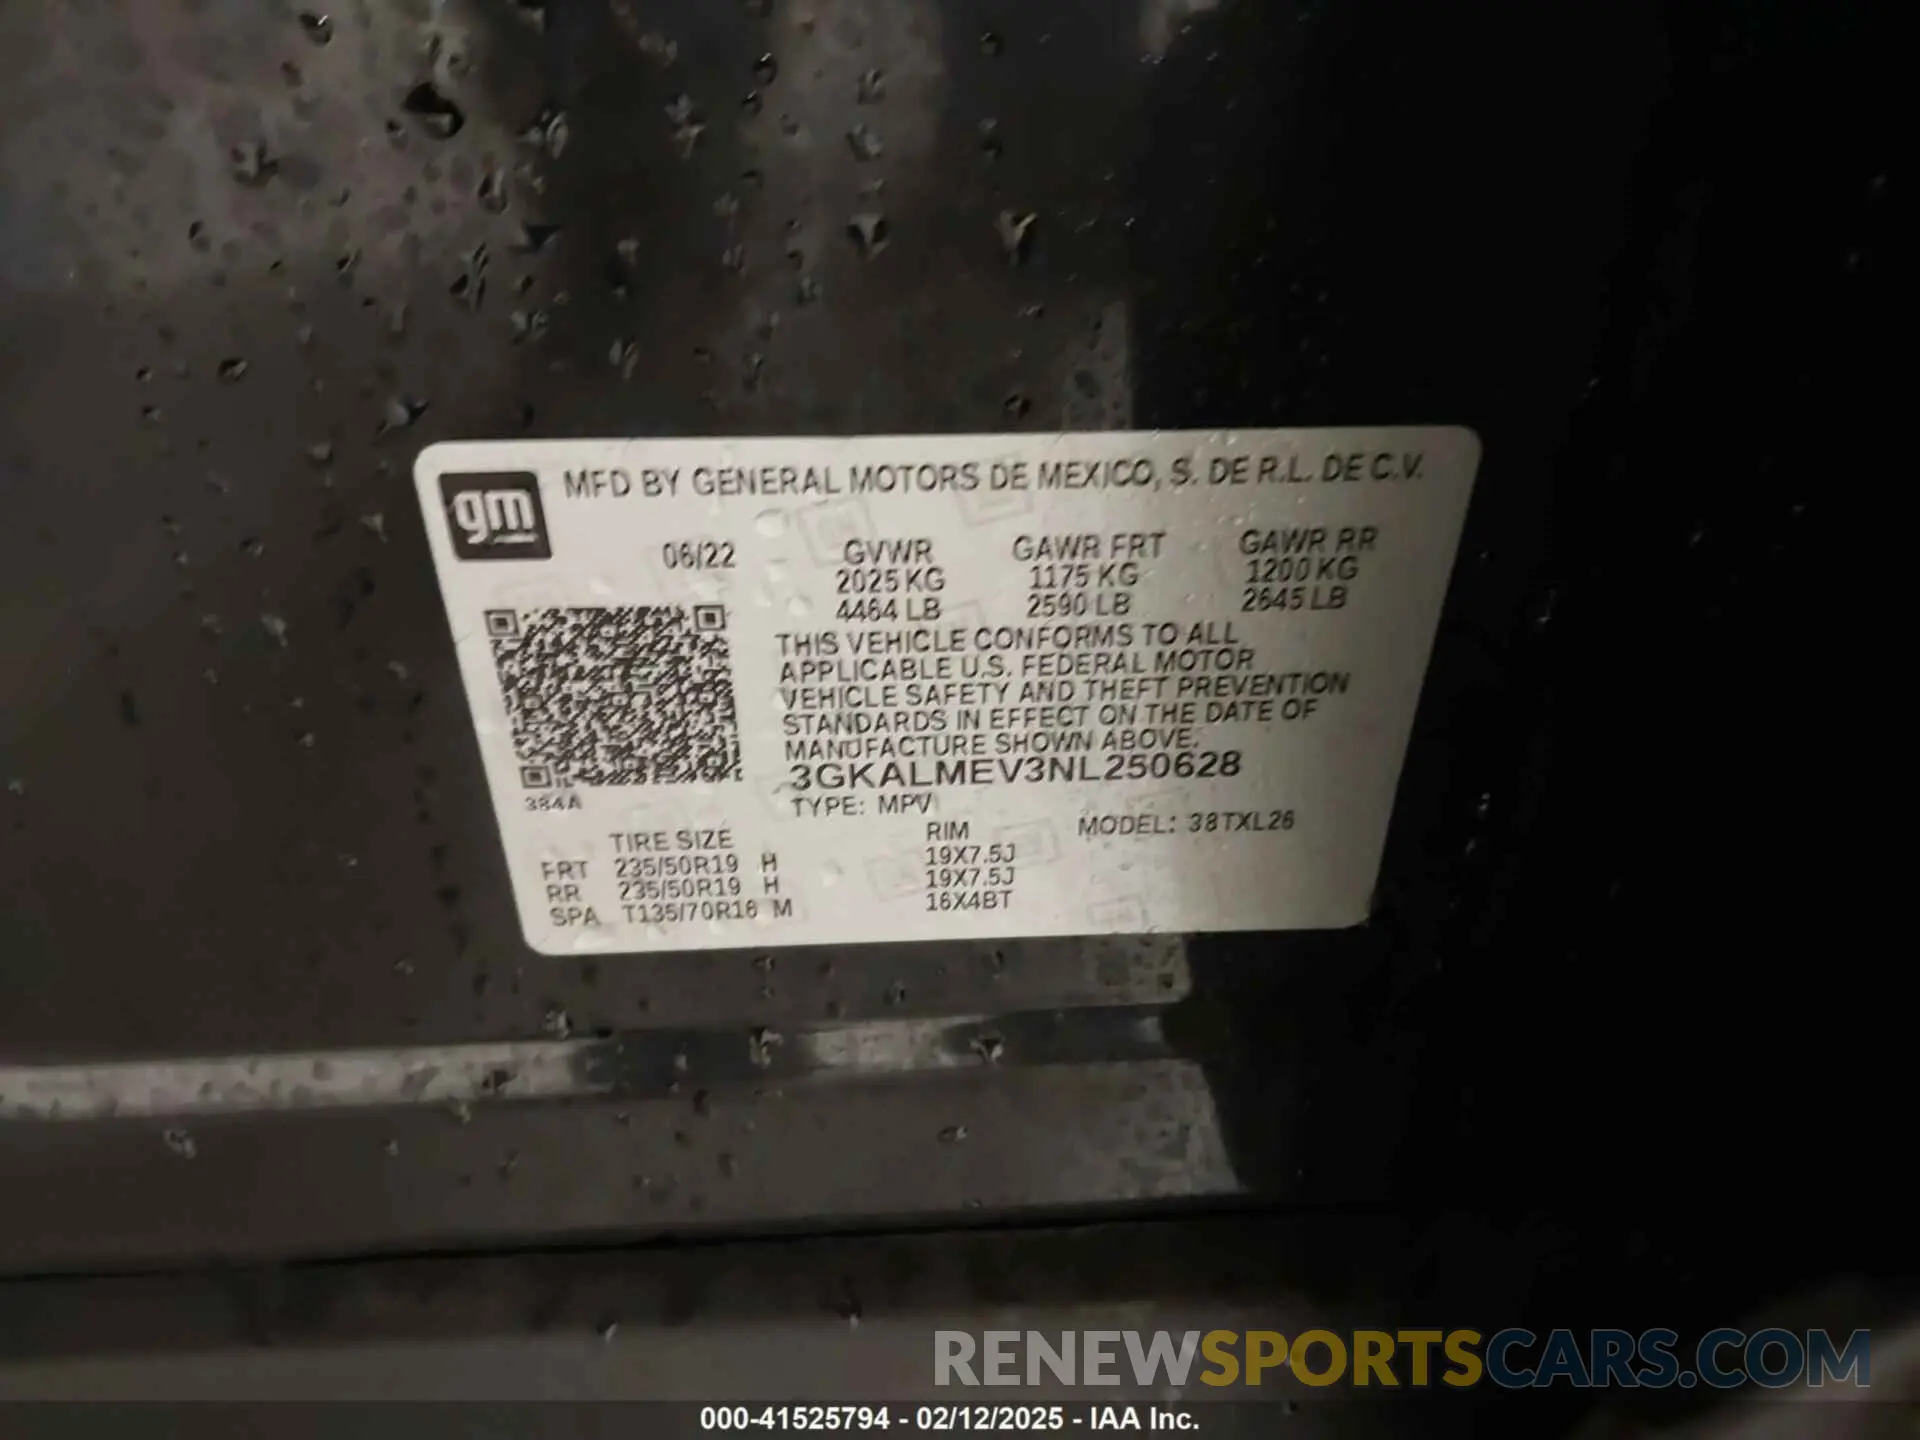 MFD BY GENERAL MOTORS DE MEXICO, S. DE R.L. DE C.V.
gm
06/22 GVWR GAWR FRT GAWR RR
2025 KG 1175 KG 1200 KG
4464 LB 2590 LB 2645 LB
THIS VEHICLE CONFORMS TO ALL
APPLICABLE U.S. FEDERAL MOTOR
VEHICLE SAFETY AND THEFT PREVENTION
STANDARDS IN EFFECT ON THE DATE OF
MANUFACTURE SHOWN ABOVE.
3GKALMEV3NL250628
384A
TYPE: MPV
TIRE SIZE RIM MODEL: 38TXL26
FRT 235/50R19 H 19X7.5J
RR 235/50R19 H 19X7.5J
SPA T135/70R16 M 16X4BT
RENEWSPORTSCARS.COM
000-41525794 - 02/12/2025 - IAA Inc.